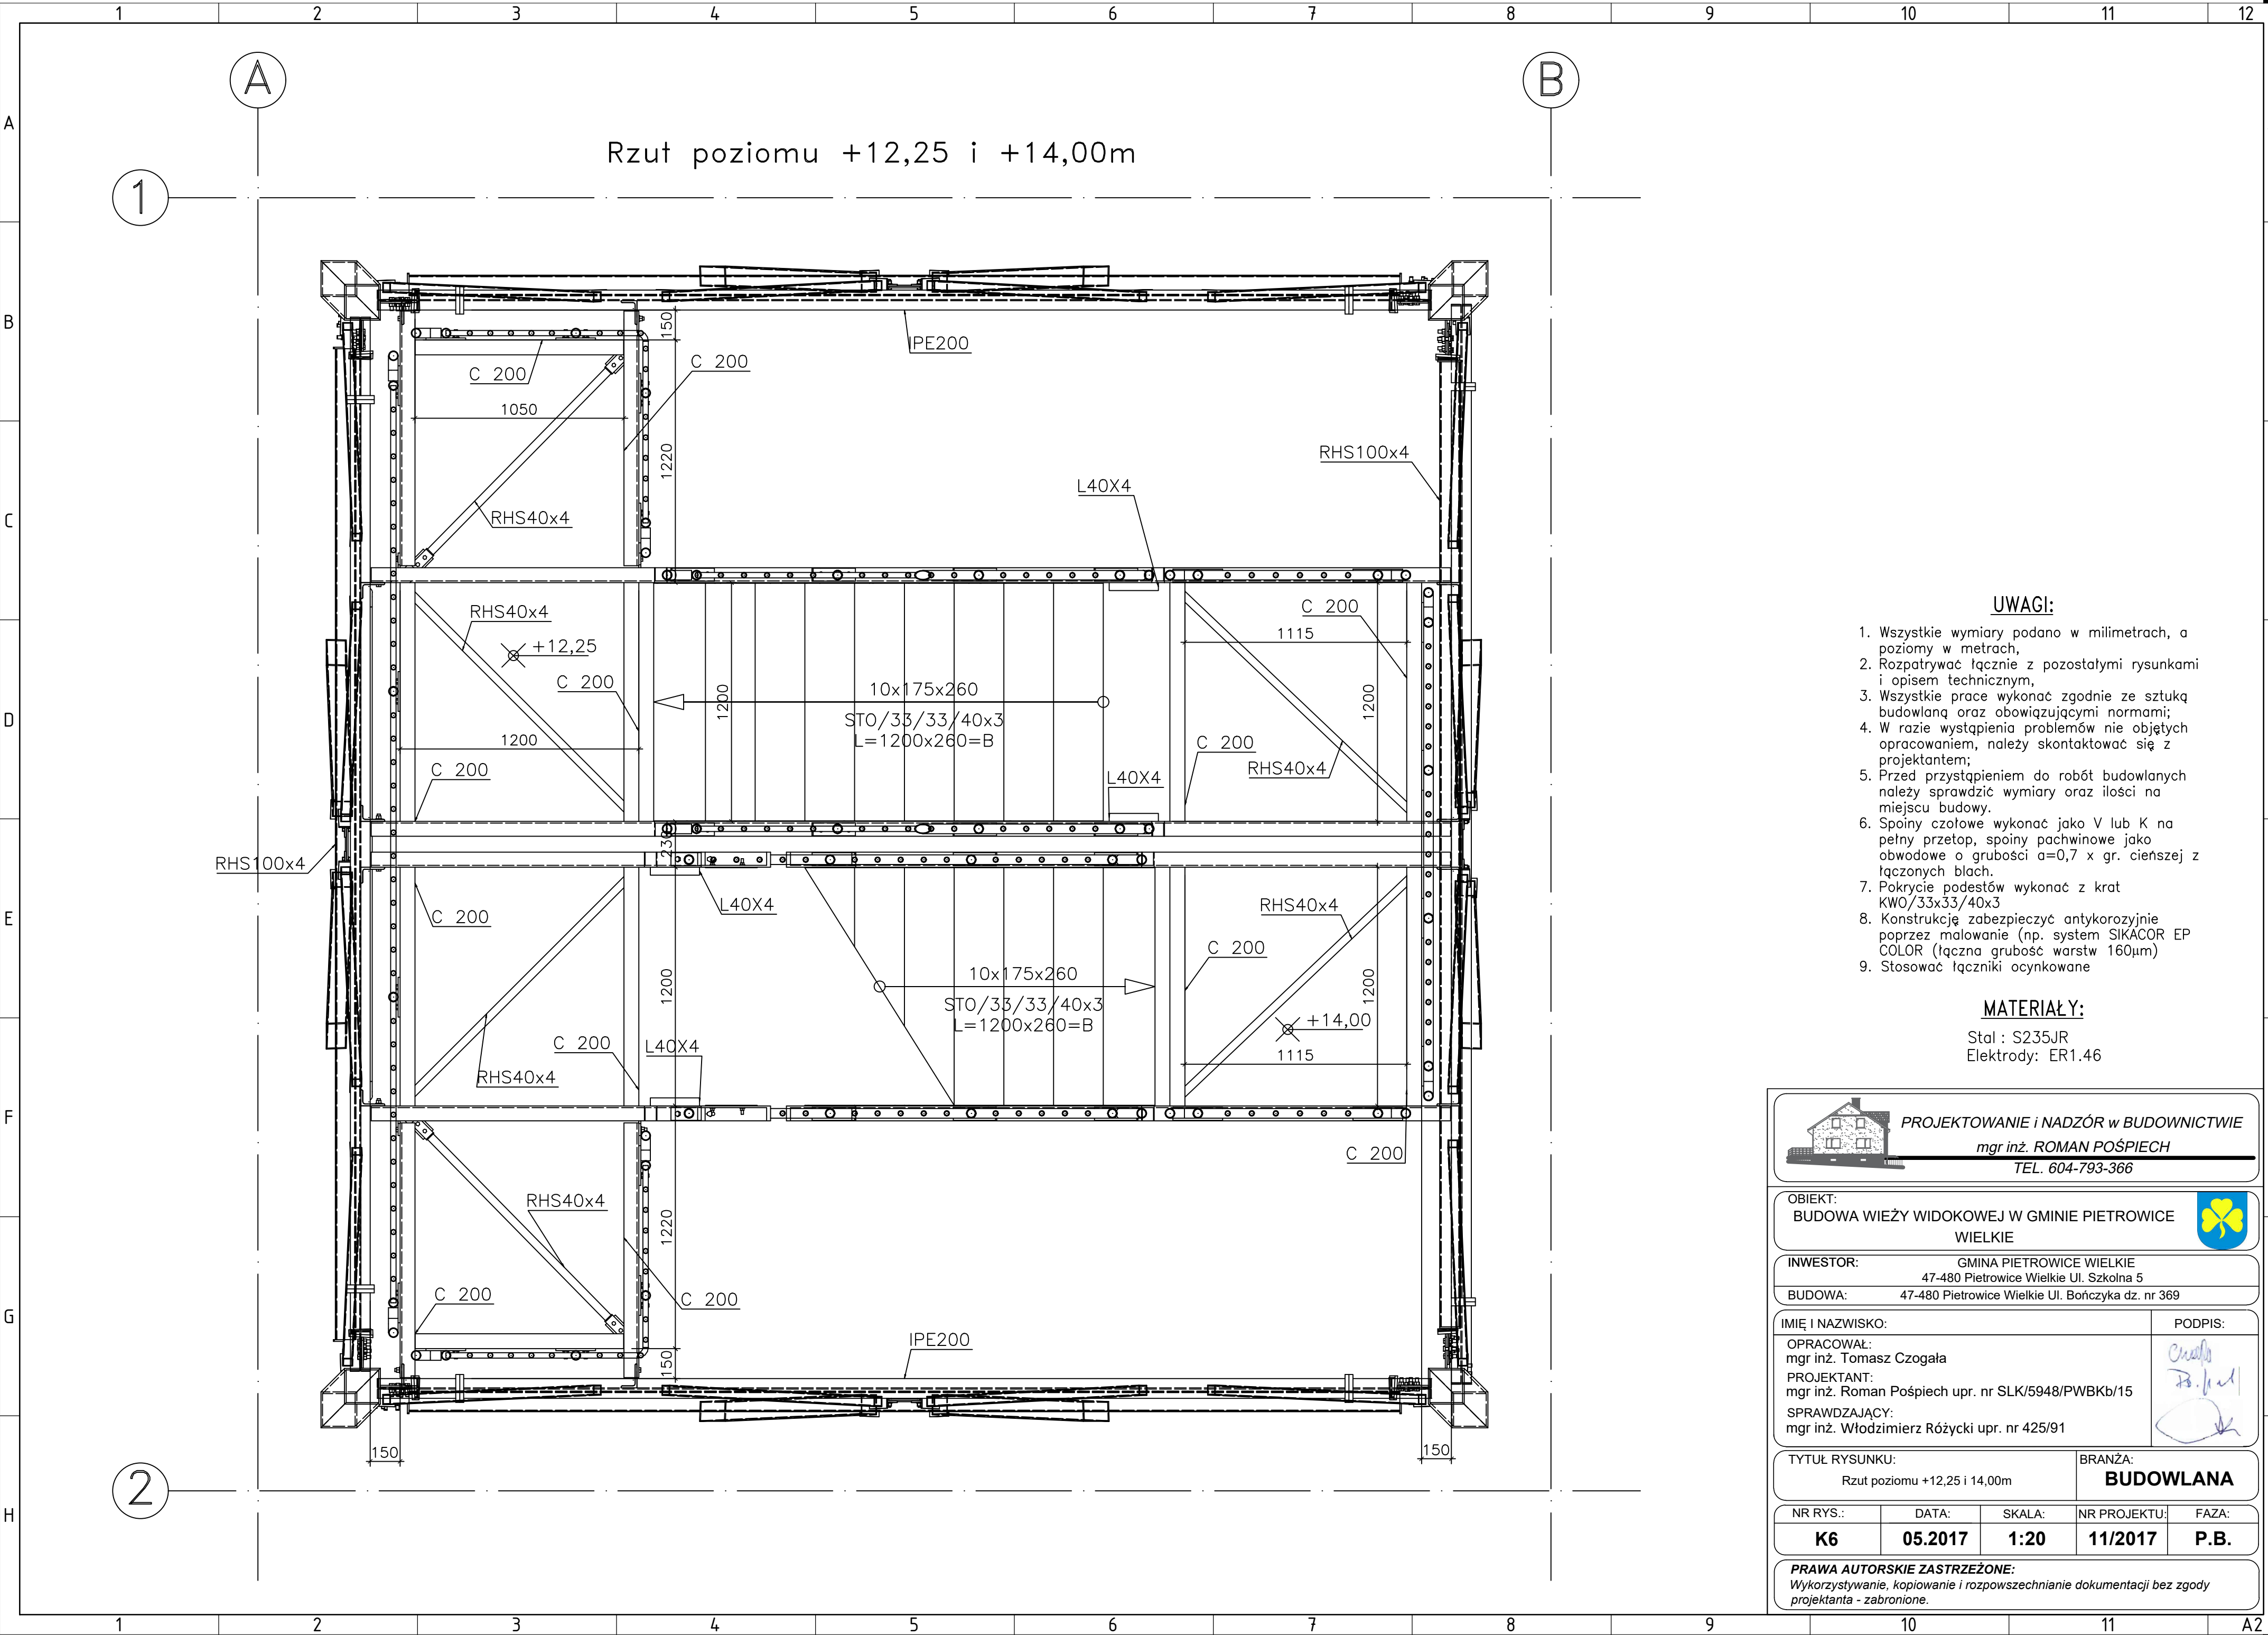 1 2 3 4 5 6 7 8 9 10 11 12
A
B
C
D
E
F
G
H
A
B
1
2
Rzut poziomu +12,25 i +14,00m
150
IPE200
C 200
C 200
1050
1220
RHS100x4
L40X4
RHS40x4
RHS40x4
+12,25
C 200
1115
C 200
1200
10x175x260
STO/33/33/40x3
L=1200x260=B
1200
1200
C 200
RHS40x4
C 200
L40X4
230
RHS100x4
L40X4
C 200
RHS40x4
C 200
1200
10x175x260
STO/33/33/40x3
L=1200x260=B
1200
+14,00
C 200
L40X4
1115
RHS40x4
C 200
RHS40x4
1220
C 200
C 200
IPE200
150
150
150
UWAGI:
1. Wszystkie wymiary podano w milimetrach, a
poziomy w metrach,
2. Rozpatrywać łącznie z pozostałymi rysunkami
i opisem technicznym,
3. Wszystkie prace wykonać zgodnie ze sztuką
budowlaną oraz obowiązującymi normami;
4. W razie wystąpienia problemów nie objętych
opracowaniem, należy skontaktować się z
projektantem;
5. Przed przystąpieniem do robót budowlanych
należy sprawdzić wymiary oraz ilości na
miejscu budowy.
6. Spoiny czołowe wykonać jako V lub K na
pełny przetop, spoiny pachwinowe jako
obwodowe o grubości a=0,7 x gr. cieńszej z
łączonych blach.
7. Pokrycie podestów wykonać z krat
KWO/33x33/40x3
8. Konstrukcję zabezpieczyć antykorozyjnie
poprzez malowanie (np. system SIKACOR EP
COLOR (łączna grubość warstw 160µm)
9. Stosować łączniki ocynkowane
MATERIAŁY:
Stal : S235JR
Elektrody: ER1.46
PROJEKTOWANIE i NADZÓR w BUDOWNICTWIE
mgr inż. ROMAN POŚPIECH
TEL. 604-793-366
OBIEKT:
BUDOWA WIEŻY WIDOKOWEJ W GMINIE PIETROWICE
WIELKIE
INWESTOR: GMINA PIETROWICE WIELKIE
47-480 Pietrowice Wielkie Ul. Szkolna 5
BUDOWA: 47-480 Pietrowice Wielkie Ul. Bończyka dz. nr 369
IMIĘ I NAZWISKO: PODPIS:
OPRACOWAŁ:
mgr inż. Tomasz Czogała
PROJEKTANT:
mgr inż. Roman Pośpiech upr. nr SLK/5948/PWBKb/15
SPRAWDZAJĄCY:
mgr inż. Włodzimierz Różycki upr. nr 425/91
TYTUŁ RYSUNKU: BRANŻA:
Rzut poziomu +12,25 i 14,00m BUDOWLANA
NR RYS.: DATA: SKALA: NR PROJEKTU: FAZA:
K6 05.2017 1:20 11/2017 P.B.
PRAWA AUTORSKIE ZASTRZEŻONE:
Wykorzystywanie, kopiowanie i rozpowszechnianie dokumentacji bez zgody
projektanta - zabronione.
1 2 3 4 5 6 7 8 9 10 11 A2